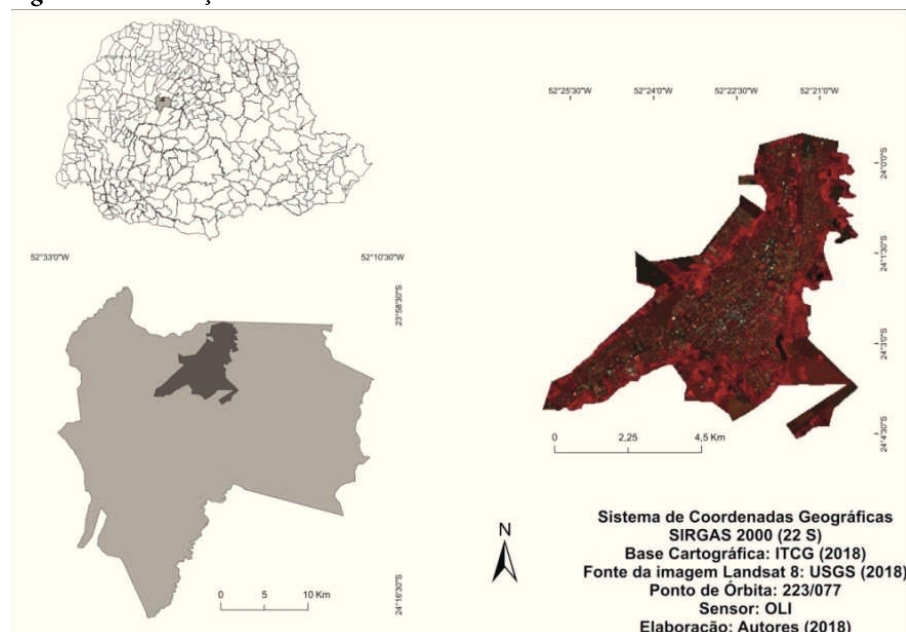 52°25'30"W 52°24'0"W 52°22'30"W 52°21'0"W
24°0'0"S
24°1'30"S
24°3'0"S
24°4'30"S
0 2,25 4,5 Km
52°33'0"W 52°10'30"W
23°58'30"S
24°16'30"S
0 5 10 Km
N
Sistema de Coordenadas Geográficas
SIRGAS 2000 (22 S)
Base Cartográfica: ITCG (2018)
Fonte da imagem Landsat 8: USGS (2018)
Ponto de Órbita: 223/077
Sensor: OLI
Elaboração: Autores (2018)